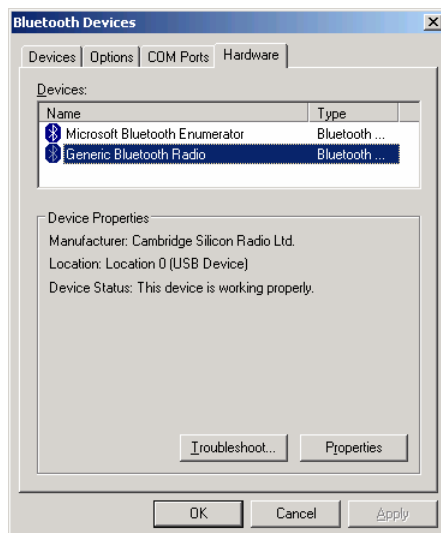 Bluetooth Devices
Devices Options COM Ports Hardware
Devices:
Name Type
Microsoft Bluetooth Enumerator Bluetooth ...
Generic Bluetooth Radio Bluetooth ...
Device Properties
Manufacturer: Cambridge Silicon Radio Ltd.
Location: Location 0 (USB Device)
Device Status: This device is working properly.
Troubleshoot... Properties
OK Cancel Apply